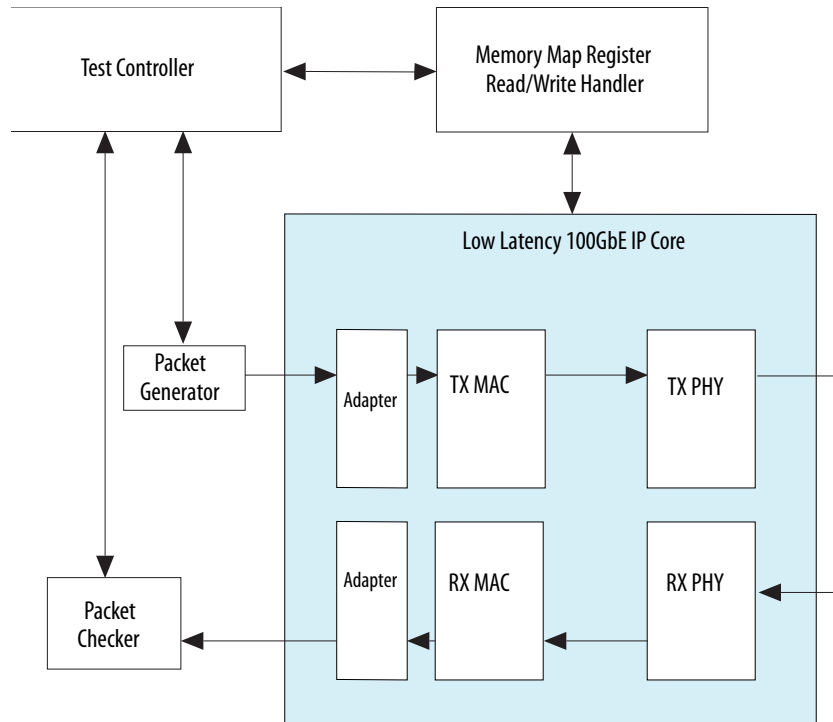 Test Controller
Memory Map Register
Read/Write Handler
Low Latency 100GbE IP Core
Packet
Generator
Adapter
TX MAC
TX PHY
Packet
Checker
Adapter
RX MAC
RX PHY